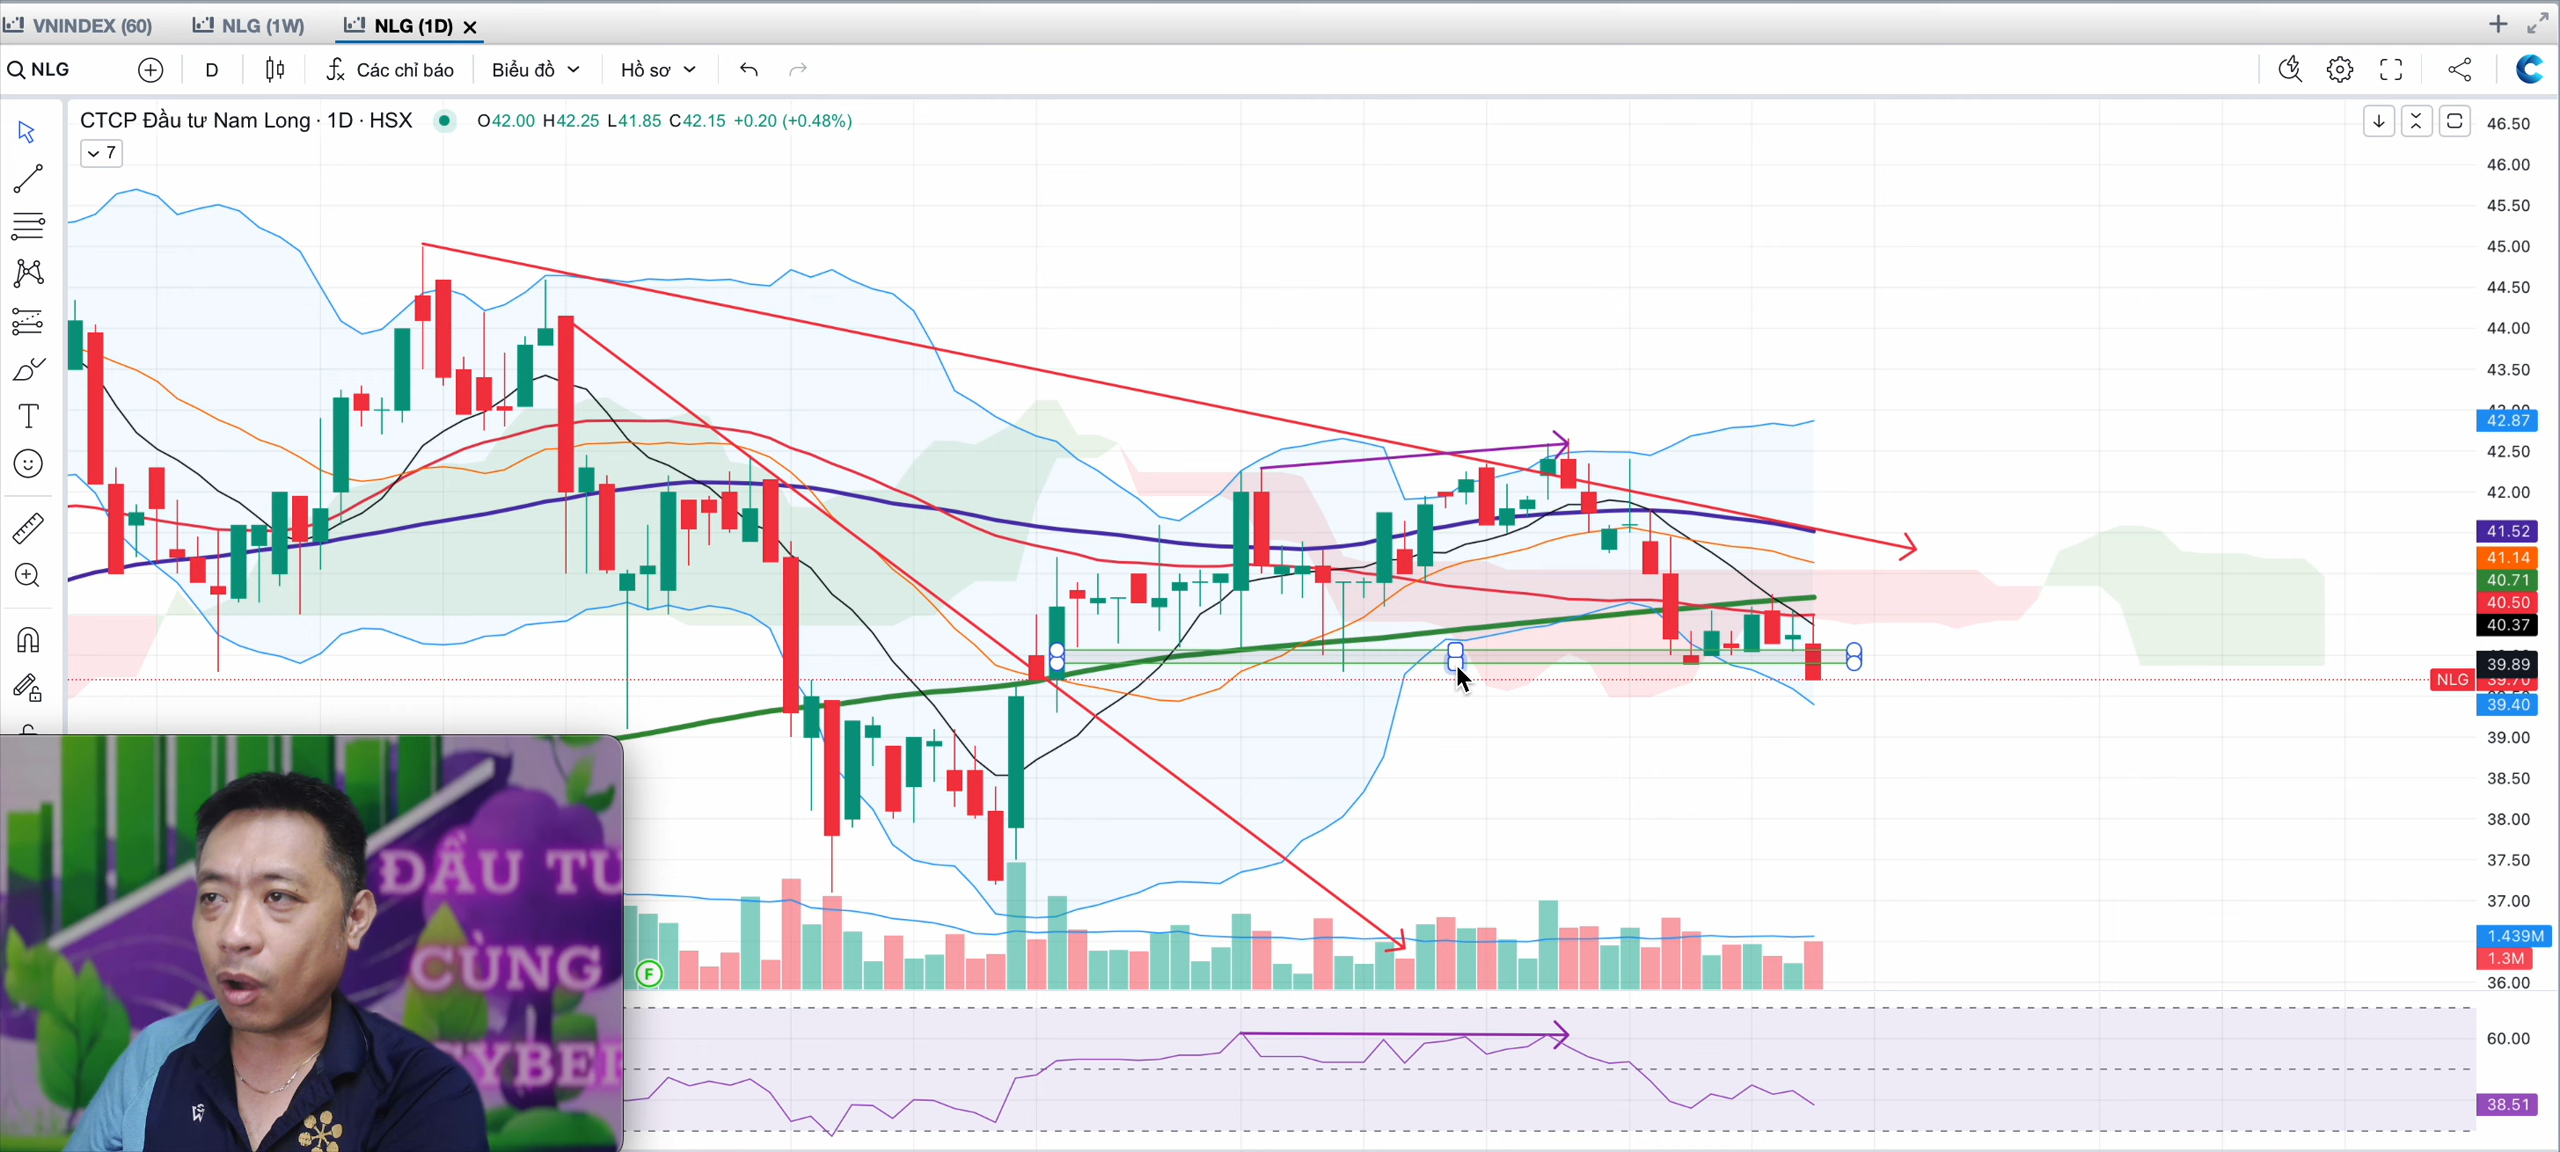 VNINDEX (60) NLG (1W) NLG (1D)
NLG D Các chỉ báo Biểu đồ Hồ sơ
CTCP Đầu tư Nam Long · 1D · HSX O42.00 H42.25 L41.85 C42.15 +0.20 (+0.48%)
7
46.50
46.00
45.50
45.00
44.50
44.00
43.50
42.87
42.50
42.00
41.52
41.14
40.71
40.50
40.37
39.89
NLG 39.70
39.40
39.00
38.50
38.00
37.50
37.00
1.439M
1.3M
36.00
60.00
38.51
F
ĐẦU TƯ
CÙNG
CYBER